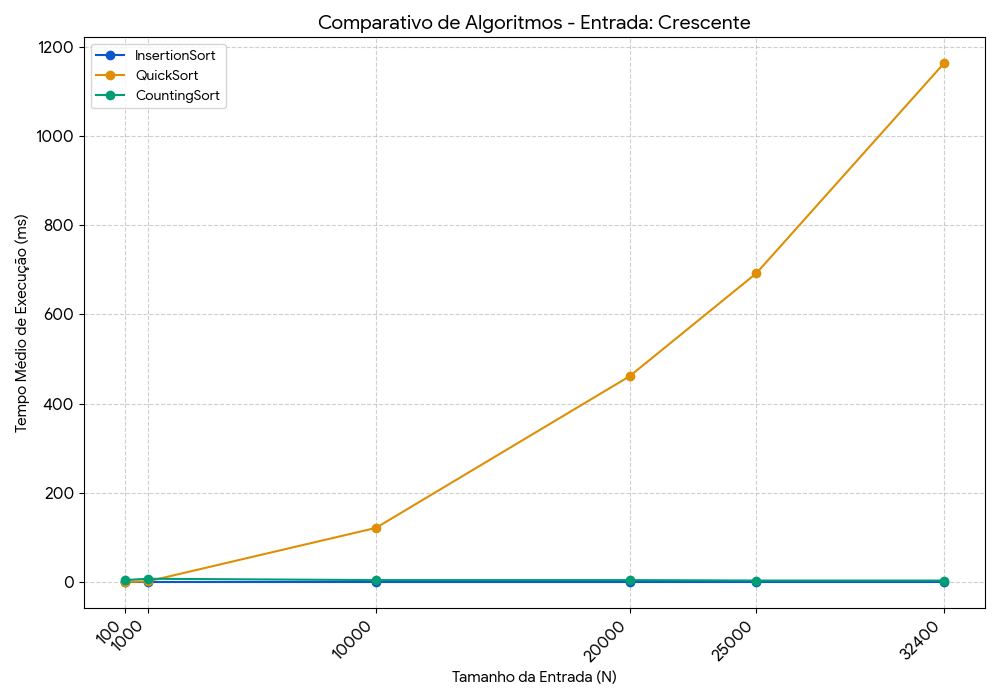 Comparativo de Algoritmos - Entrada: Crescente
InsertionSort
QuickSort
CountingSort
1200
1000
800
600
400
200
0
Tempo Médio de Execução (ms)
100
1000
10000
20000
25000
32400
Tamanho da Entrada (N)